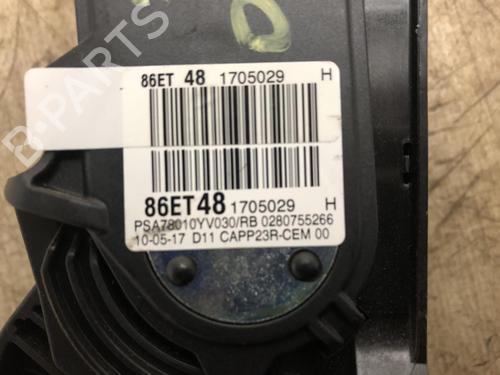 86ET 48 1705029 H
86ET48 1705029 H
PSA78010YV030/RB 0280755266
10-05-17 D11 CAPP23R-CEM 00
B-PARTS